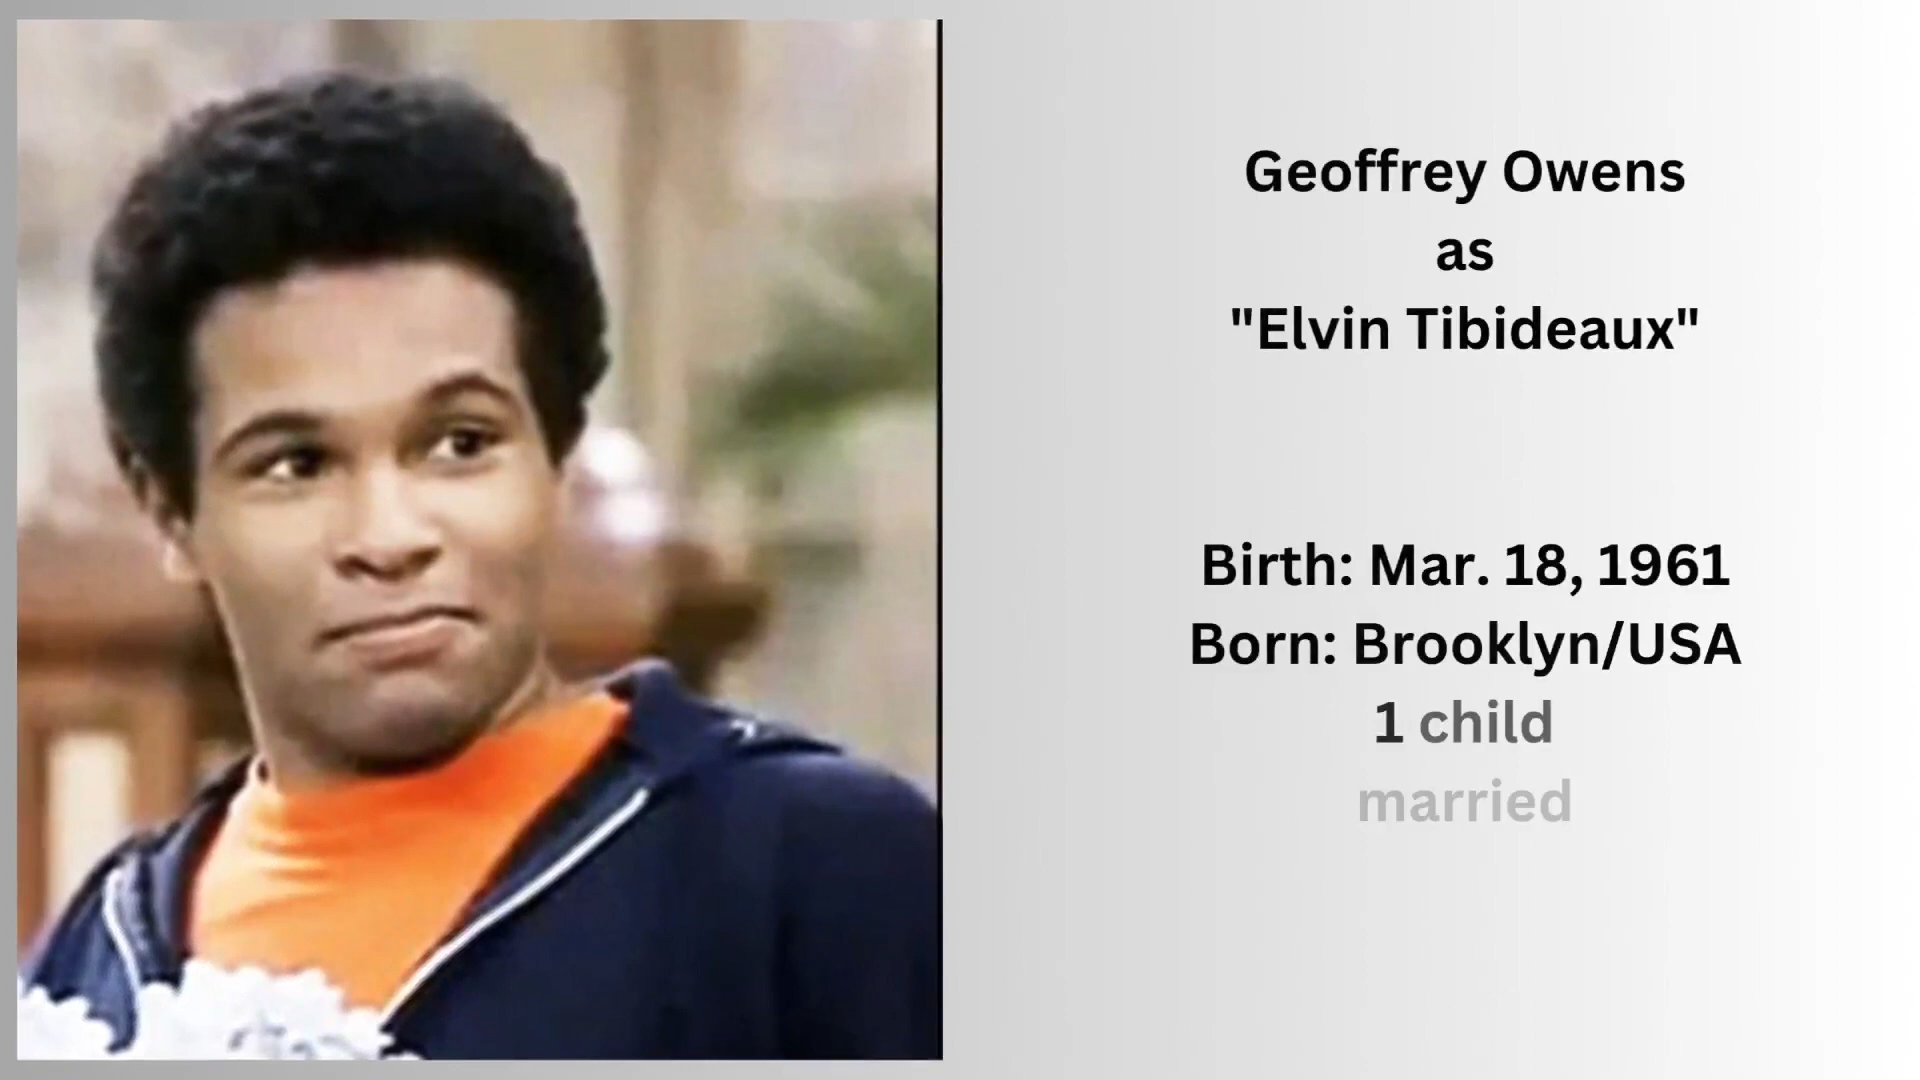 Geoffrey Owens
as
"Elvin Tibideaux"
Birth: Mar. 18, 1961
Born: Brooklyn/USA
1 child
married